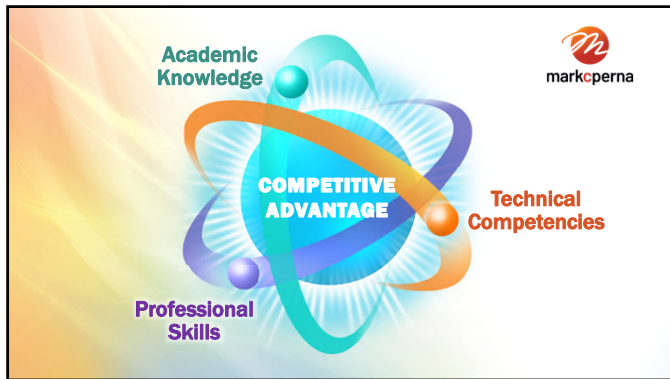 Academic
Knowledge
markcperna
COMPETITIVE
ADVANTAGE
Technical
Competencies
Professional
Skills